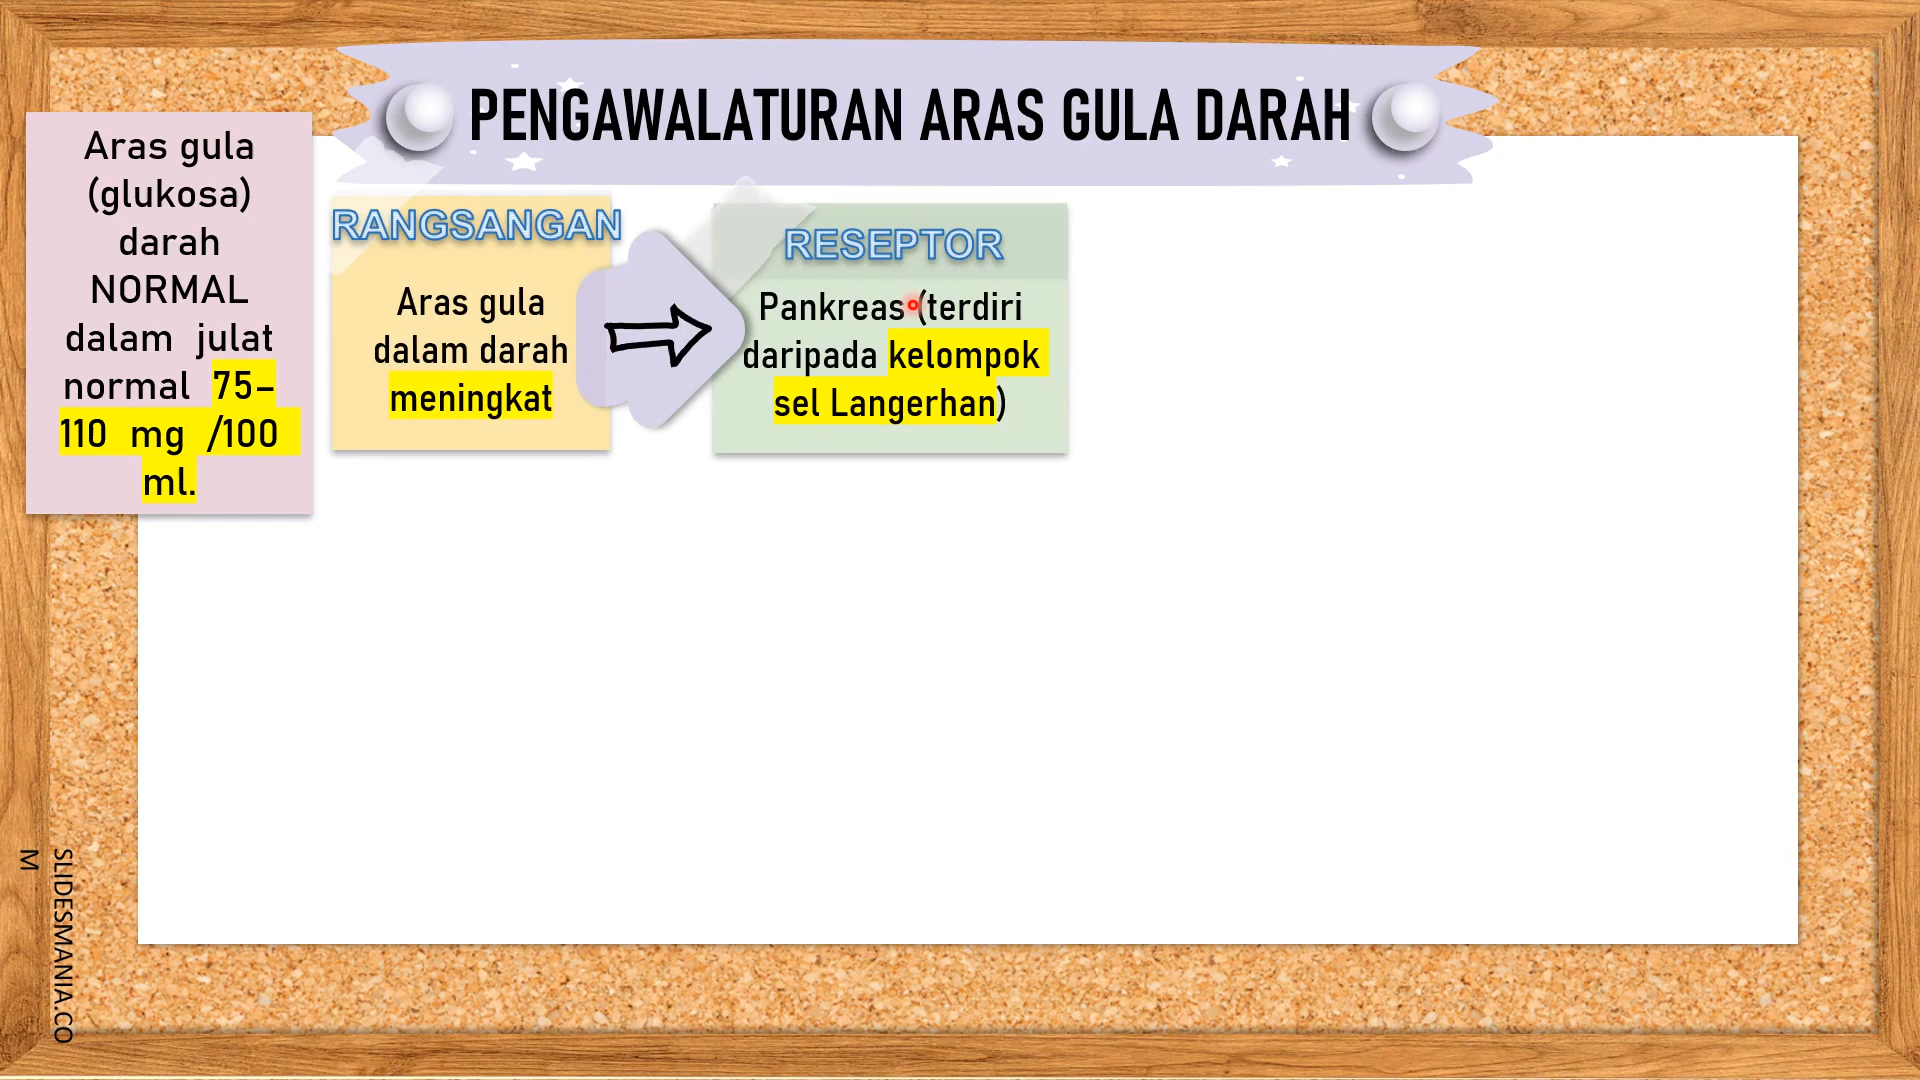 PENGAWALATURAN ARAS GULA DARAH
Aras gula
(glukosa)
darah
NORMAL
dalam julat
normal 75–
110 mg /100
ml.
RANGSANGAN
Aras gula
dalam darah
meningkat
RESEPTOR
Pankreas (terdiri
daripada kelompok
sel Langerhan)
SLIDESMANIA.CO
M